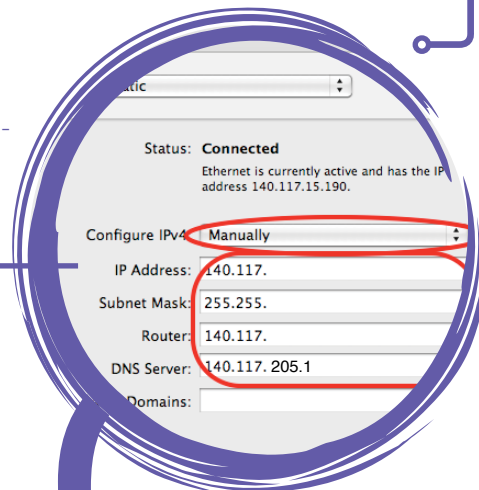 Status: Connected
Ethernet is currently active and has the IP
address 140.117.15.190.
Configure IPv4 Manually
IP Address: 140.117.
Subnet Mask: 255.255.
Router: 140.117.
DNS Server: 140.117. 205.1
Domains: